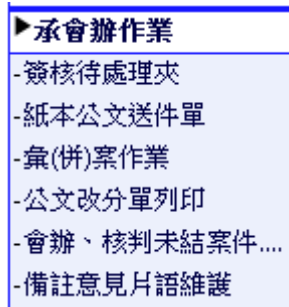 ▶承會辦作業
-簽核待處理夾
-紙本公文送件單
-彙(併)案作業
-公文改分單列印
-會辦、核判未結案件....
-備註意見片語維護